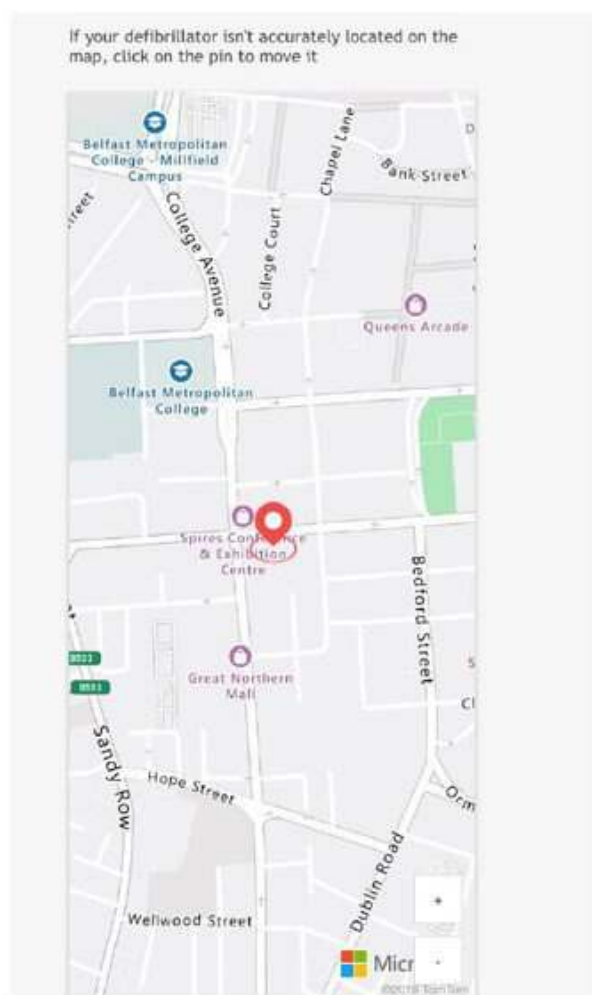 If your defibrillator isn't accurately located on the
map, click on the pin to move it
Belfast Metropolitan
College - Millfield
Campus
Chapel Lane
Bank Street
College Avenue
College Court
Queens Arcade
Belfast Metropolitan
College
Spires
& Exhibition
Centre
Bedford Street
Great Northern
Mall
Sandy Row
Hope Street
Orm
Dublin Road
Wellwood Street
Micr
+
-
TomTom